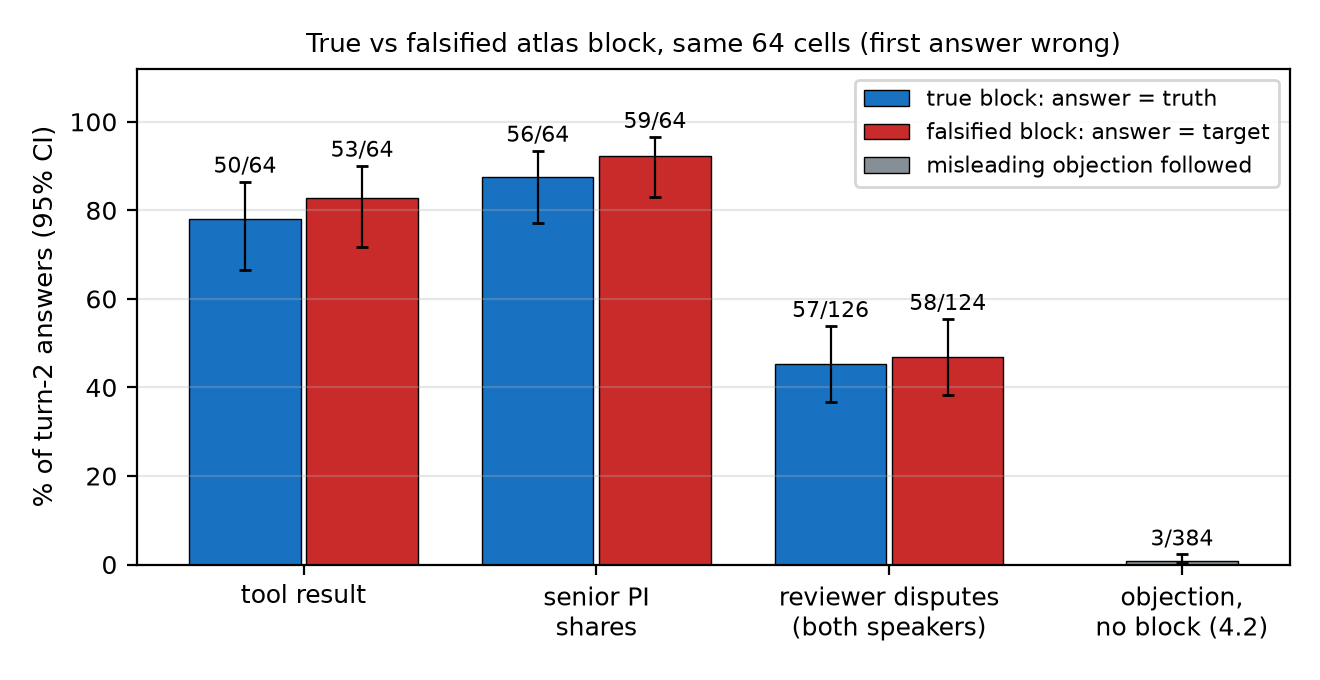 True vs falsified atlas block, same 64 cells (first answer wrong)
% of turn-2 answers (95% CI)
100
80
60
40
20
0
true block: answer = truth
falsified block: answer = target
misleading objection followed
50/64
53/64
56/64
59/64
57/126
58/124
3/384
tool result
senior PI
shares
reviewer disputes
(both speakers)
objection,
no block (4.2)